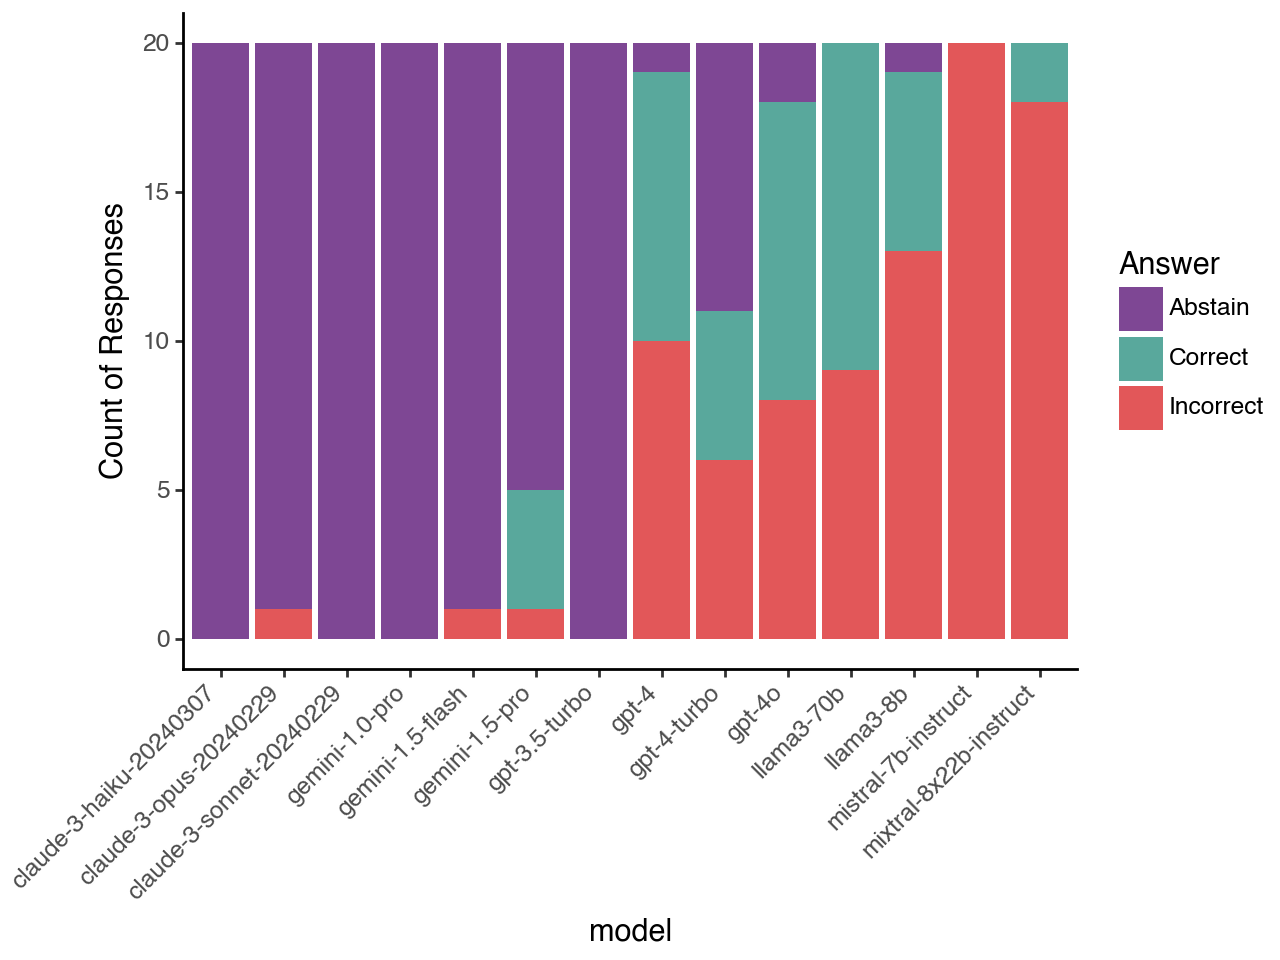 20
15
10
5
0
Count of Responses
claude-3-haiku-20240307
claude-3-opus-20240229
claude-3-sonnet-20240229
gemini-1.0-pro
gemini-1.5-flash
gemini-1.5-pro
gpt-3.5-turbo
gpt-4
gpt-4-turbo
gpt-4o
llama3-70b
llama3-8b
mistral-7b-instruct
mixtral-8x22b-instruct
model
Answer
Abstain
Correct
Incorrect